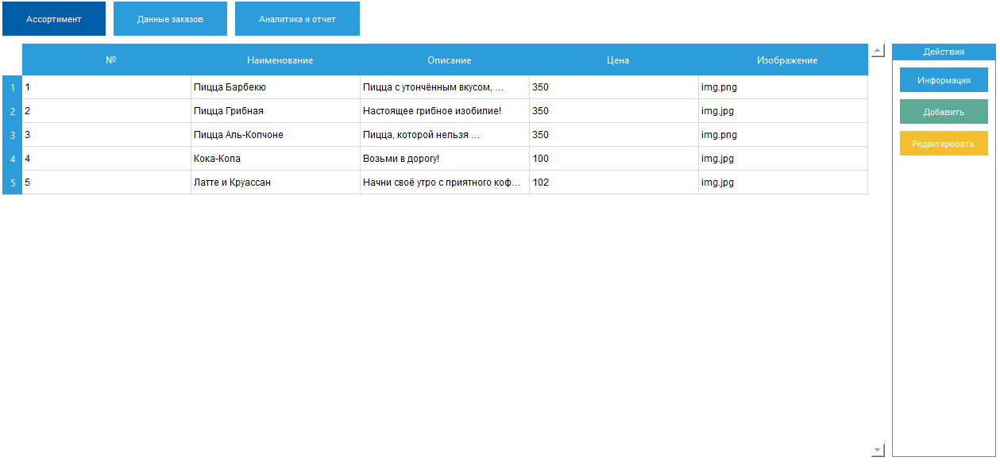 Ассортимент Данные заказов Аналитика и отчет
№ Наименование Описание Цена Изображение
1 1 Пицца Барбекю Пицца с утончённым вкусом, ... 350 img.png
2 2 Пицца Грибная Настоящее грибное изобилие! 350 img.jpg
3 3 Пицца Аль-Копчоне Пицца, которой нельзя ... 350 img.png
4 4 Кока-Кола Возьми в дорогу! 100 img.jpg
5 5 Латте и Круассан Начни своё утро с приятного коф... 102 img.jpg
Действия
Информация
Добавить
Редактировать